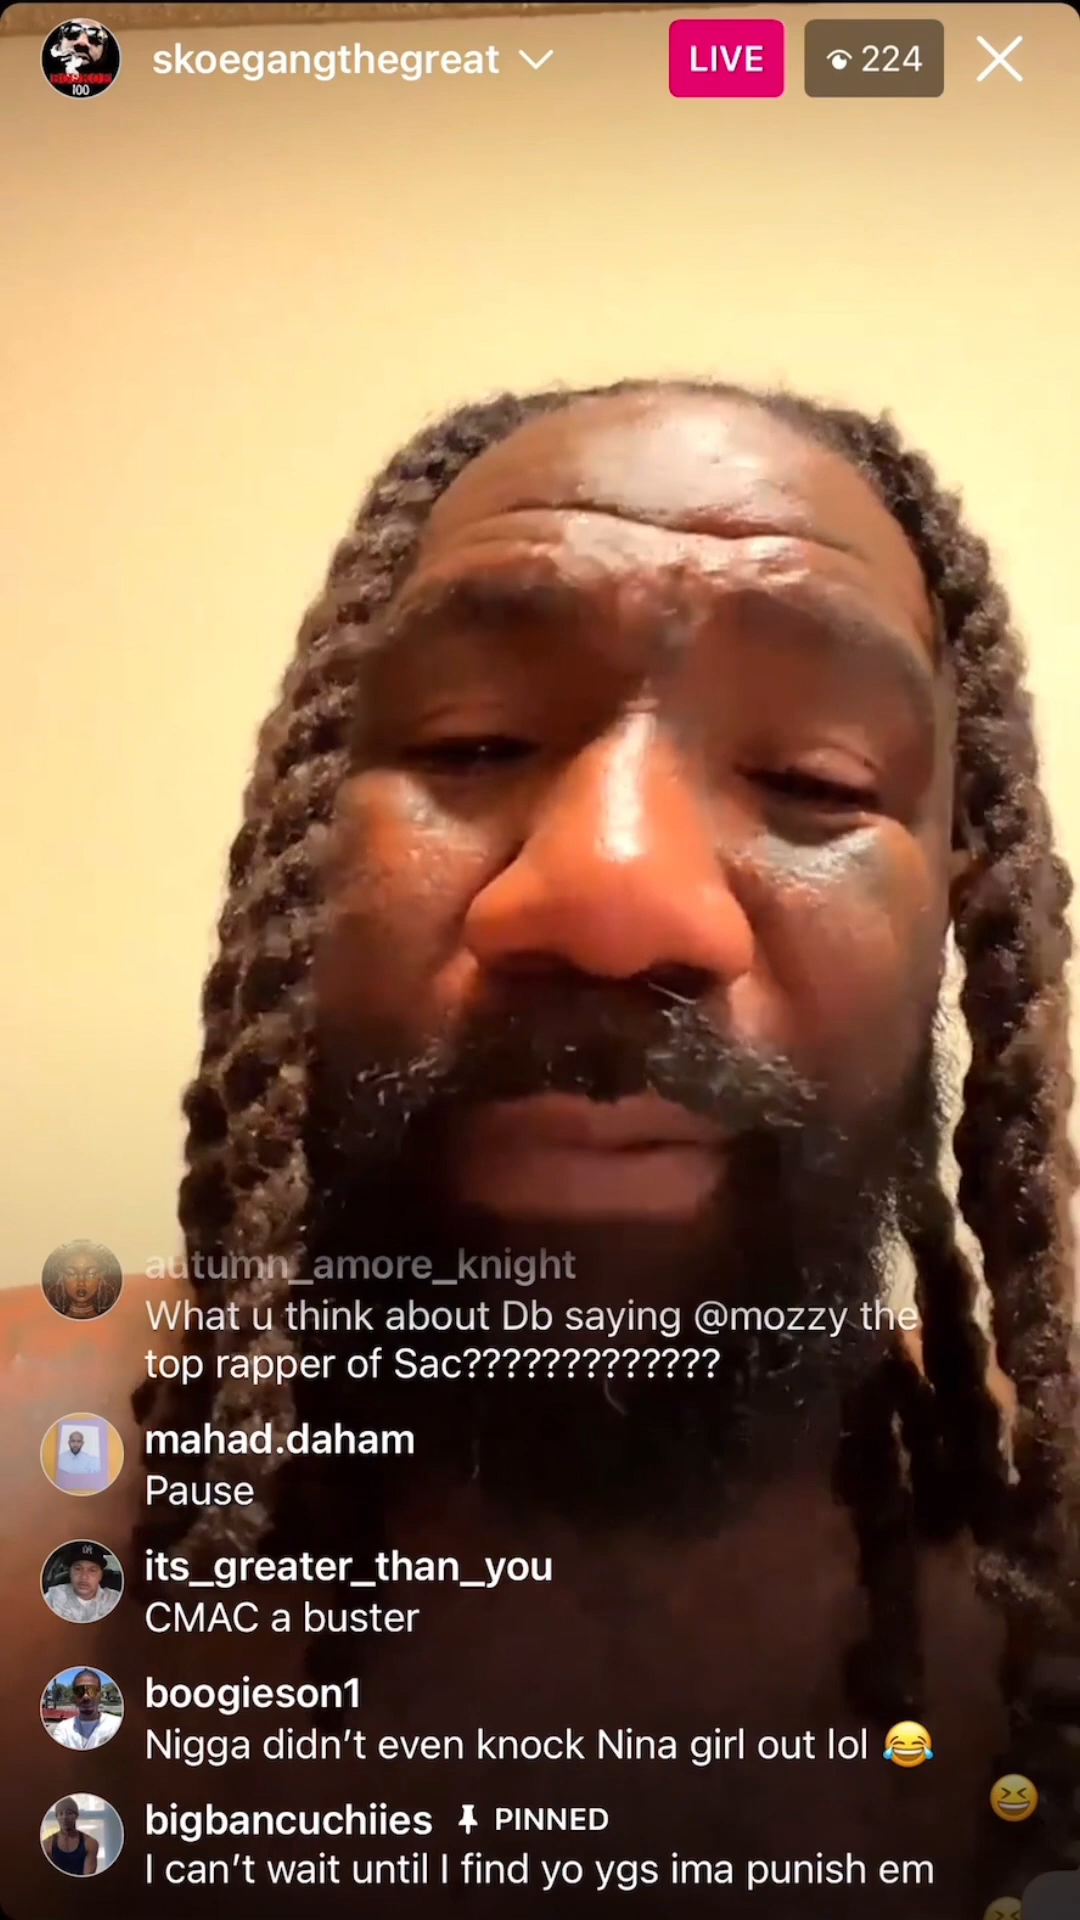 skoegangthegreat
LIVE
224
100
autumn_amore_knight
What u think about Db saying @mozzy the
top rapper of Sac?????????????
mahad.daham
Pause
its_greater_than_you
CMAC a buster
boogieson1
Nigga didn’t even knock Nina girl out lol 😂
bigbancuchiies PINNED
I can’t wait until I find yo ygs ima punish em